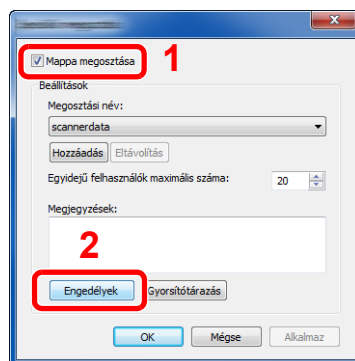 Mappa megosztása
1
Beállítások
Megosztási név:
scannerdata
Hozzáadás Eltávolítás
Egyidejű felhasználók maximális száma: 20
Megjegyzések:
2
Engedélyek Gyorsítótárazás
OK Mégse Alkalmaz